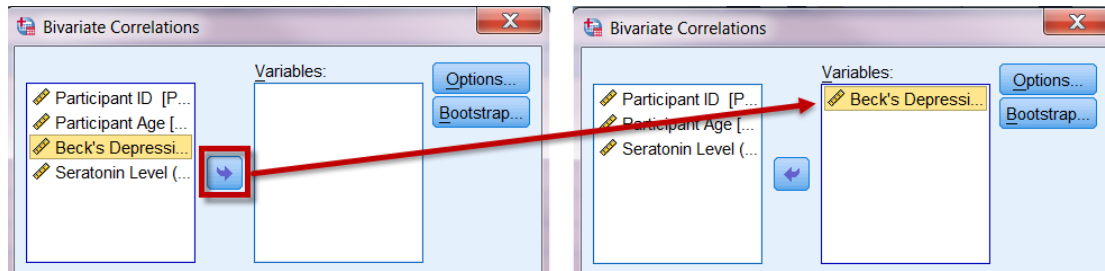 Bivariate Correlations
Variables:
Options...
Bootstrap...
Participant ID [P...
Participant Age [...
Beck's Depressi...
Seratonin Level (...
Bivariate Correlations
Variables:
Options...
Bootstrap...
Participant ID [P...
Participant Age [...
Seratonin Level (...
Beck's Depressi...